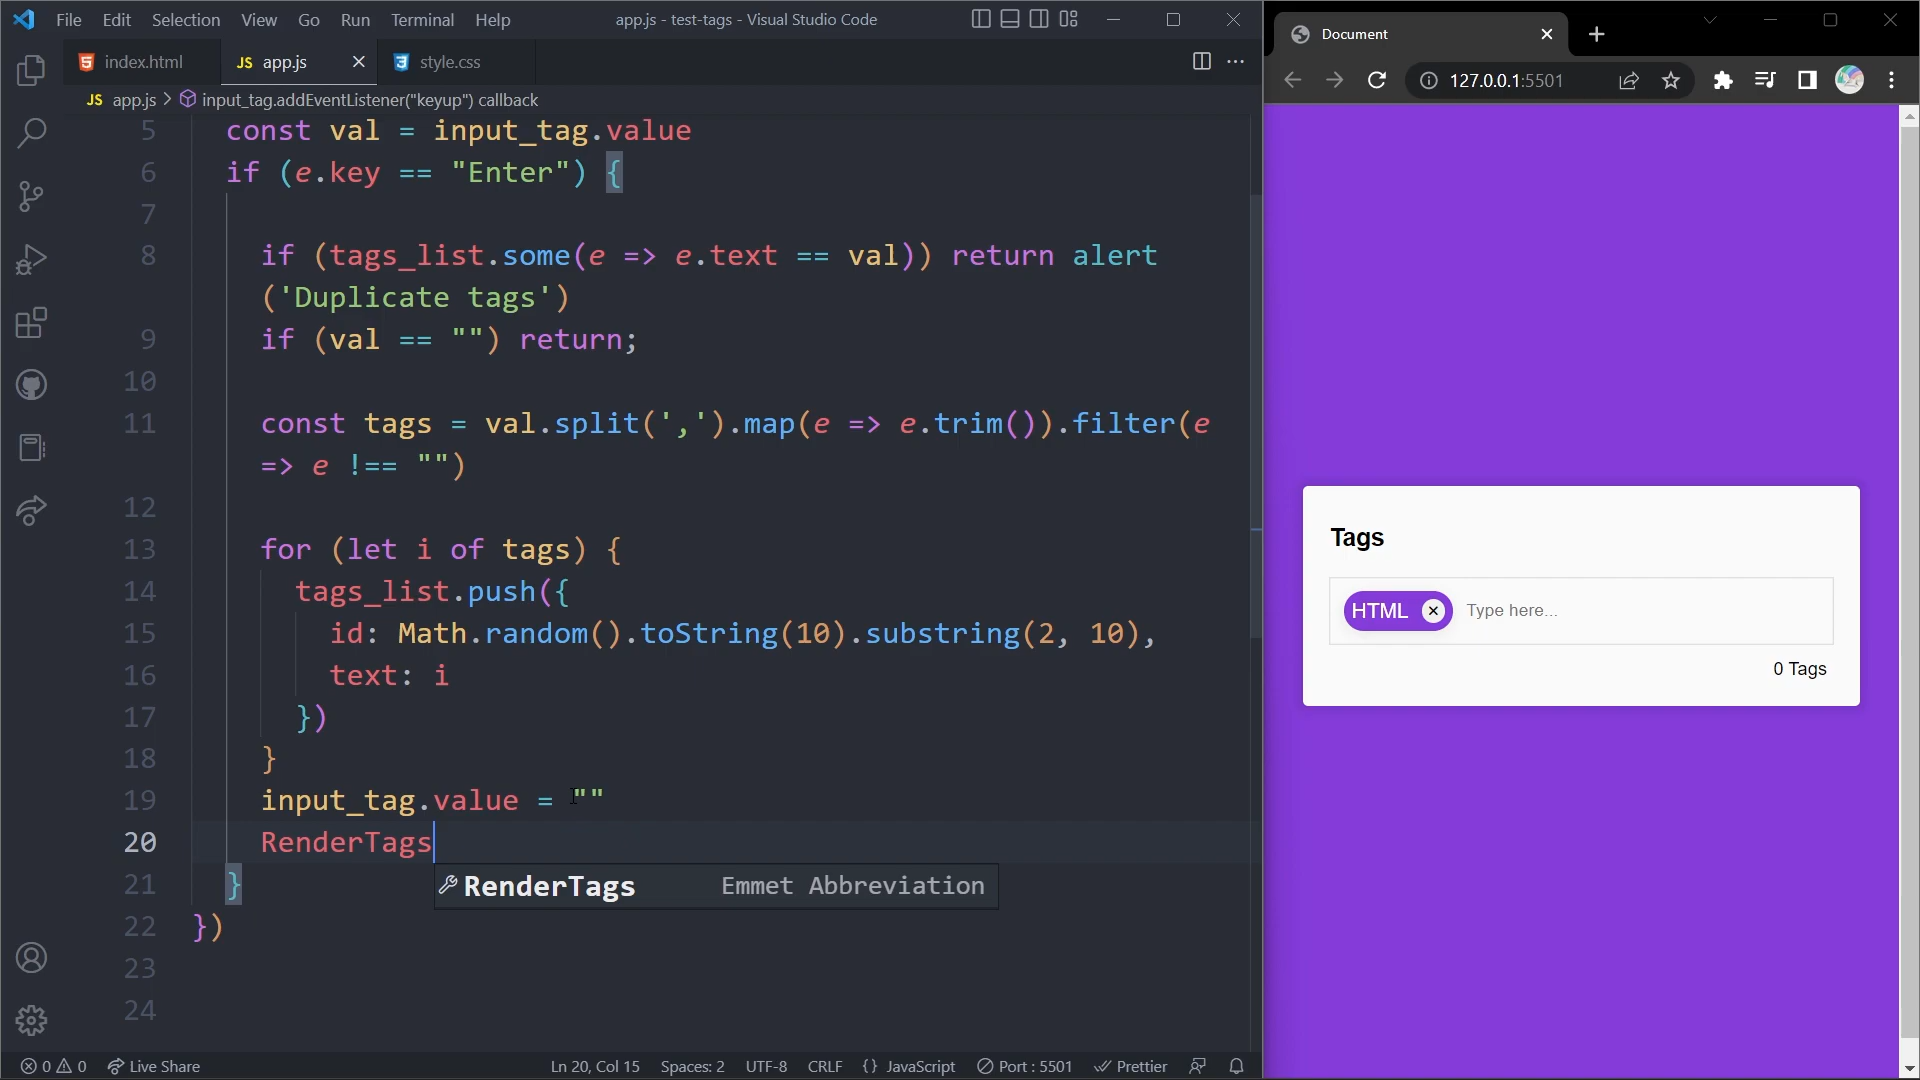 File Edit Selection View Go Run Terminal Help
app.js - test-tags - Visual Studio Code
index.html
JS app.js
style.css
JS app.js > input_tag.addEventListener("keyup") callback
5 const val = input_tag.value
6 if (e.key == "Enter") {
7
8 if (tags_list.some(e => e.text == val)) return alert
('Duplicate tags')
9 if (val == "") return;
10
11 const tags = val.split(',').map(e => e.trim()).filter(e
=> e !== "")
12
13 for (let i of tags) {
14 tags_list.push({
15 id: Math.random().toString(10).substring(2, 10),
16 text: i
17 })
18 }
19 input_tag.value = ""
20 RenderTags
RenderTags Emmet Abbreviation
21 }
22 })
23
24
0 0 Live Share
Ln 20, Col 15 Spaces: 2 UTF-8 CRLF {} JavaScript Port : 5501 Prettier
Document
127.0.0.1:5501
Tags
HTML Type here...
0 Tags